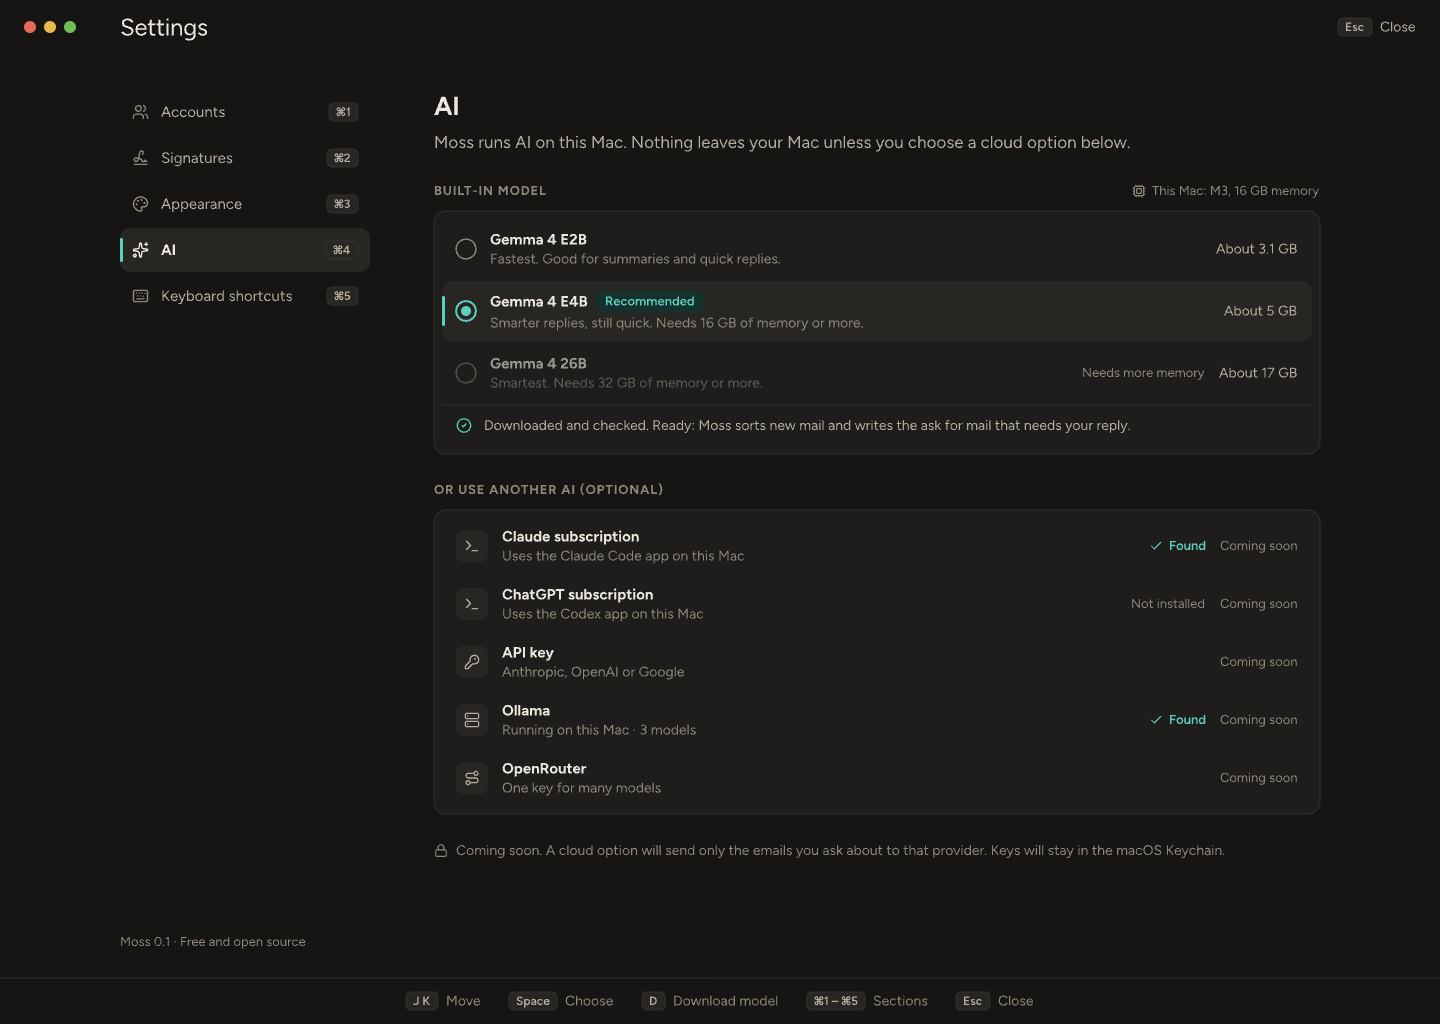 Settings
Esc Close
Accounts ⌘1
Signatures ⌘2
Appearance ⌘3
AI ⌘4
Keyboard shortcuts ⌘5
AI
Moss runs AI on this Mac. Nothing leaves your Mac unless you choose a cloud option below.
BUILT-IN MODEL
This Mac: M3, 16 GB memory
Gemma 4 E2B
Fastest. Good for summaries and quick replies.
About 3.1 GB
Gemma 4 E4B Recommended
Smarter replies, still quick. Needs 16 GB of memory or more.
About 5 GB
Gemma 4 26B
Smartest. Needs 32 GB of memory or more.
Needs more memory About 17 GB
Downloaded and checked. Ready: Moss sorts new mail and writes the ask for mail that needs your reply.
OR USE ANOTHER AI (OPTIONAL)
Claude subscription
Uses the Claude Code app on this Mac
Found Coming soon
ChatGPT subscription
Uses the Codex app on this Mac
Not installed Coming soon
API key
Anthropic, OpenAI or Google
Coming soon
Ollama
Running on this Mac · 3 models
Found Coming soon
OpenRouter
One key for many models
Coming soon
Coming soon. A cloud option will send only the emails you ask about to that provider. Keys will stay in the macOS Keychain.
Moss 0.1 · Free and open source
J K Move Space Choose D Download model ⌘1 – ⌘5 Sections Esc Close